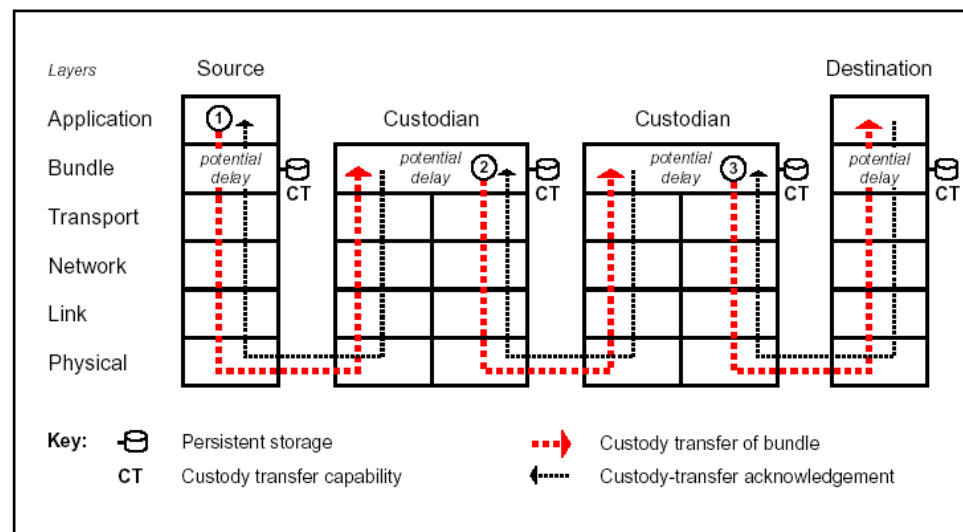 Layers Source Destination
Application 1 Custodian Custodian
Bundle potential delay CT potential delay 2 CT potential delay 3 CT potential delay CT
Transport
Network
Link
Physical
Key: Persistent storage Custody transfer of bundle
CT Custody transfer capability Custody-transfer acknowledgement